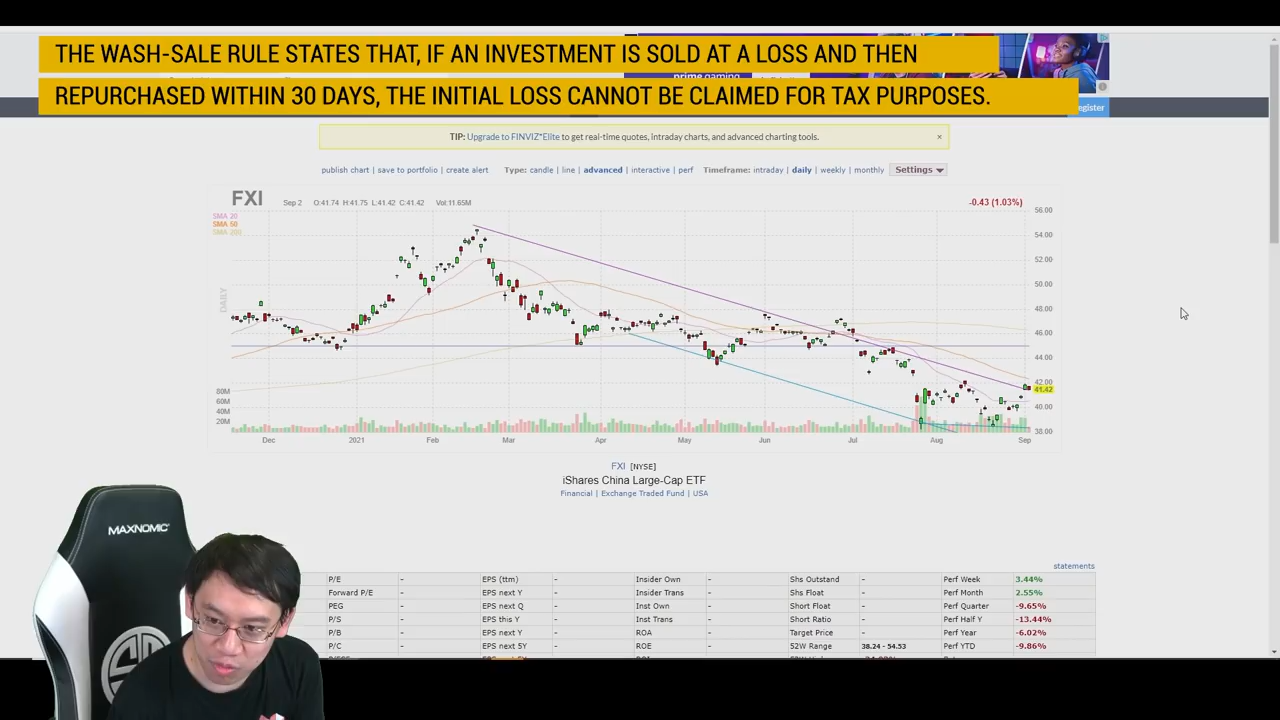 THE WASH-SALE RULE STATES THAT, IF AN INVESTMENT IS SOLD AT A LOSS AND THEN
REPURCHASED WITHIN 30 DAYS, THE INITIAL LOSS CANNOT BE CLAIMED FOR TAX PURPOSES.
prime gaming
egister
TIP: Upgrade to FINVIZ*Elite to get real-time quotes, intraday charts, and advanced charting tools. ×
publish chart | save to portfolio | create alert Type: candle | line | advanced | interactive | perf Timeframe: intraday | daily | weekly | monthly Settings
FXI Sep 2 O:41.74 H:41.75 L:41.42 C:41.42 Vol:11.65M -0.43 (1.03%)
SMA 20
SMA 50
SMA 200
56.00
54.00
52.00
50.00
48.00
46.00
44.00
42.00
41.42
40.00
38.00
DAILY
80M
60M
40M
20M
Dec 2021 Feb Mar Apr May Jun Jul Aug Sep
FXI [NYSE]
iShares China Large-Cap ETF
Financial | Exchange Traded Fund | USA
MAXNOMIC
statements
P/E - EPS (ttm) - Insider Own - Shs Outstand - Perf Week 3.44%
Forward P/E - EPS next Y - Insider Trans - Shs Float - Perf Month 2.55%
PEG - EPS next Q - Inst Own - Short Float - Perf Quarter -9.65%
P/S - EPS this Y - Inst Trans - Short Ratio - Perf Half Y -13.44%
P/B - EPS next Y - ROA - Target Price - Perf Year -6.02%
P/C - EPS next 5Y - ROE - 52W Range 38.24 - 54.53 Perf YTD -9.86%